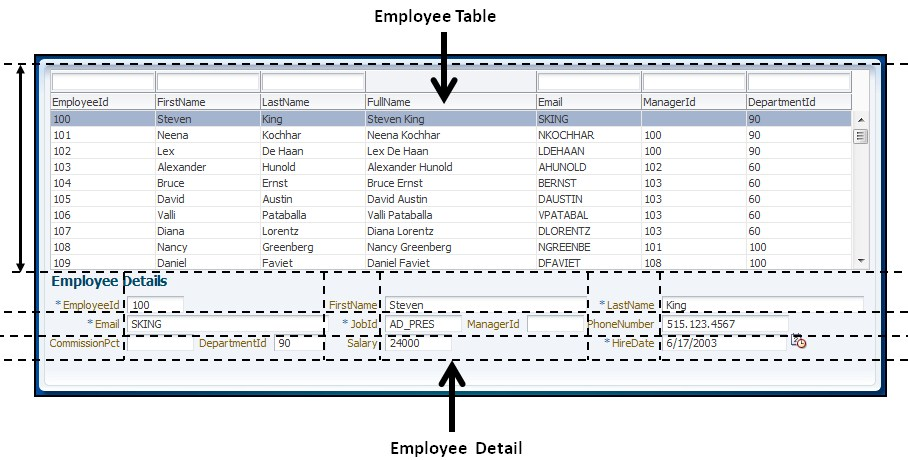 Employee Table
EmployeeId FirstName LastName FullName Email ManagerId DepartmentId
100 Steven King Steven King SKING 90
101 Neena Kochhar Neena Kochhar NKOCHHAR 100 90
102 Lex De Haan Lex De Haan LDEHAAN 100 90
103 Alexander Hunold Alexander Hunold AHUNOLD 102 60
104 Bruce Ernst Bruce Ernst BERNST 103 60
105 David Austin David Austin DAUSTIN 103 60
106 Valli Pataballa Valli Pataballa VPATABAL 103 60
107 Diana Lorentz Diana Lorentz DLORENTZ 103 60
108 Nancy Greenberg Nancy Greenberg NGREENBE 101 100
109 Daniel Faviet Daniel Faviet DFAVIET 108 100
Employee Details
* EmployeeId 100 FirstName Steven * LastName King
* Email SKING * JobId AD_PRES ManagerId PhoneNumber 515.123.4567
CommissionPct DepartmentId 90 Salary 24000 * HireDate 6/17/2003
Employee Detail